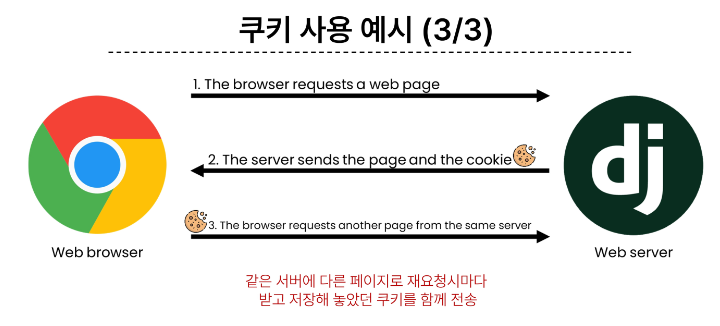 쿠키 사용 예시 (3/3)
1. The browser requests a web page
2. The server sends the page and the cookie
3. The browser requests another page from the same server
dj
Web browser
Web server
같은 서버에 다른 페이지로 재요청시마다
받고 저장해 놓았던 쿠키를 함께 전송